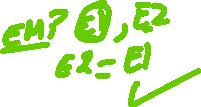 EM? E1, E2
E2 = E1